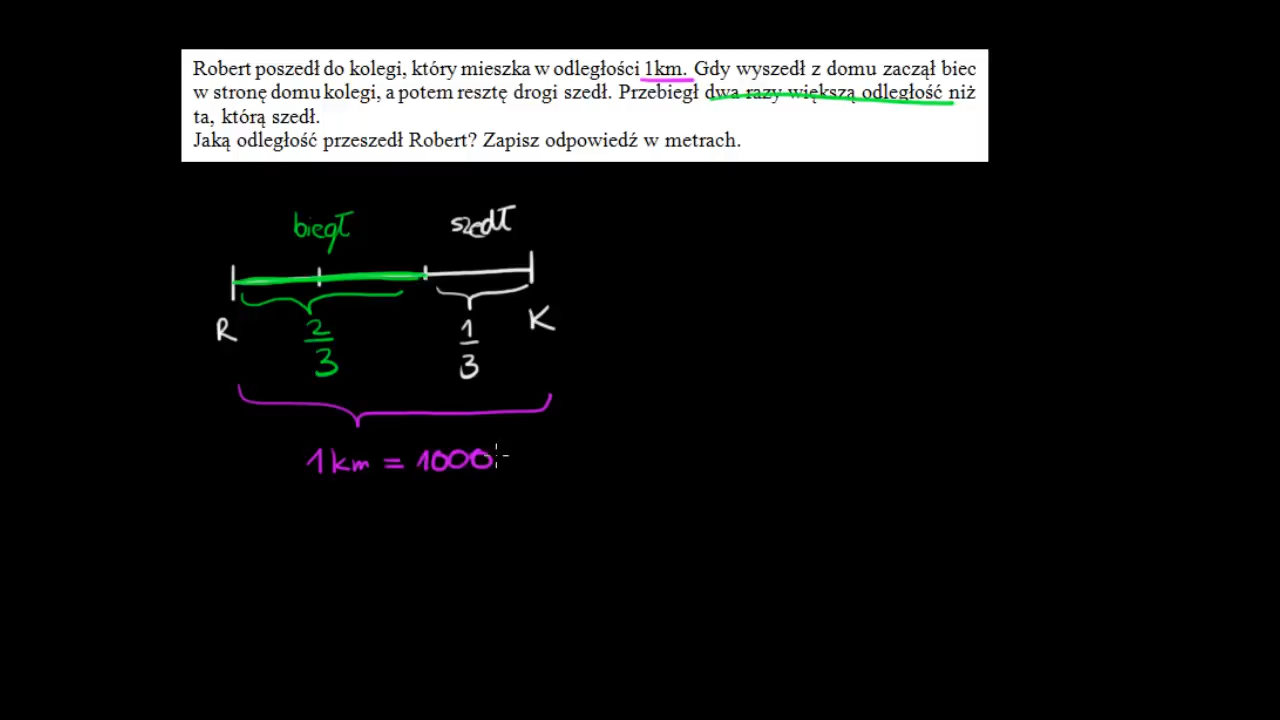 Robert poszedł do kolegi, który mieszka w odległości 1km. Gdy wyszedł z domu zaczął biec
w stronę domu kolegi, a potem resztę drogi szedł. Przebiegł dwa razy większą odległość niż
ta, którą szedł.
Jaką odległość przeszedł Robert? Zapisz odpowiedź w metrach.
biegł szedł
R 2/3 1/3 K
1km = 1000